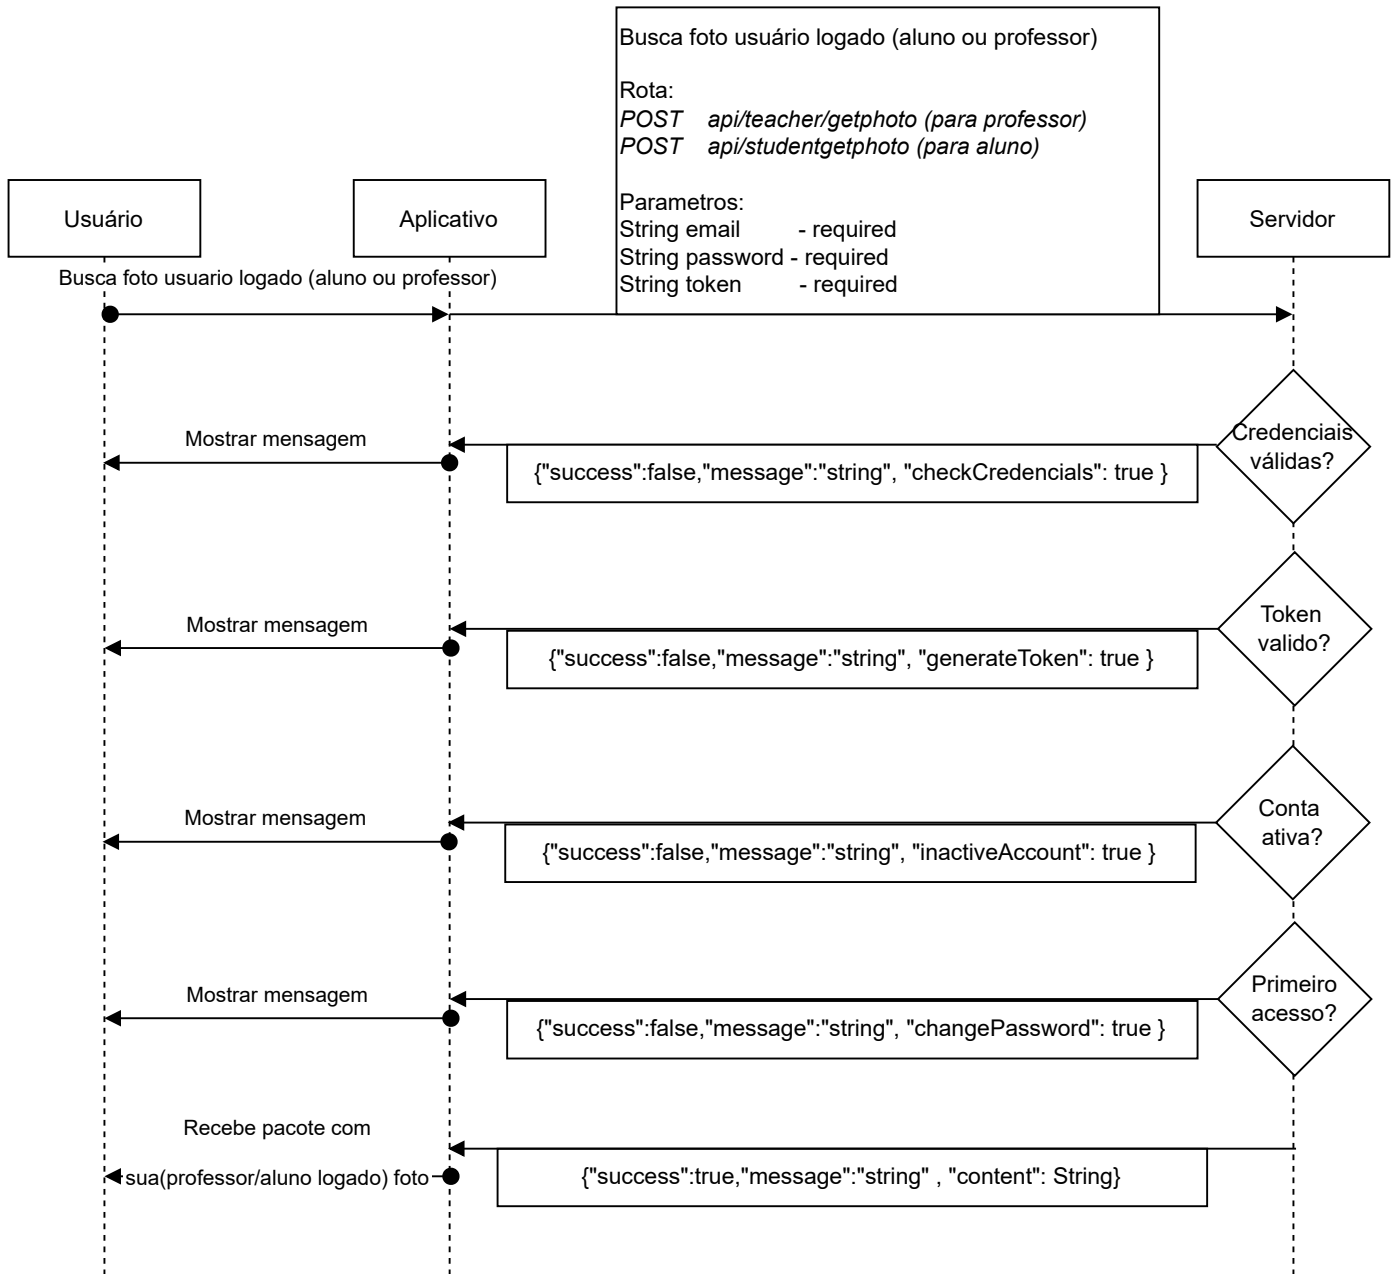 Busca foto usuário logado (aluno ou professor)
Rota:
POST    api/teacher/getphoto (para professor)
POST    api/studentgetphoto (para aluno)
Parametros:
String email         - required
String password - required
String token         - required
Usuário
Aplicativo
Servidor
Busca foto usuario logado (aluno ou professor)
Credenciais
válidas?
Mostrar mensagem
{"success":false,"message":"string", "checkCredencials": true }
Token
valido?
Mostrar mensagem
{"success":false,"message":"string", "generateToken": true }
Conta
ativa?
Mostrar mensagem
{"success":false,"message":"string", "inactiveAccount": true }
Primeiro
acesso?
Mostrar mensagem
{"success":false,"message":"string", "changePassword": true }
Recebe pacote com
sua(professor/aluno logado) foto
{"success":true,"message":"string" , "content": String}